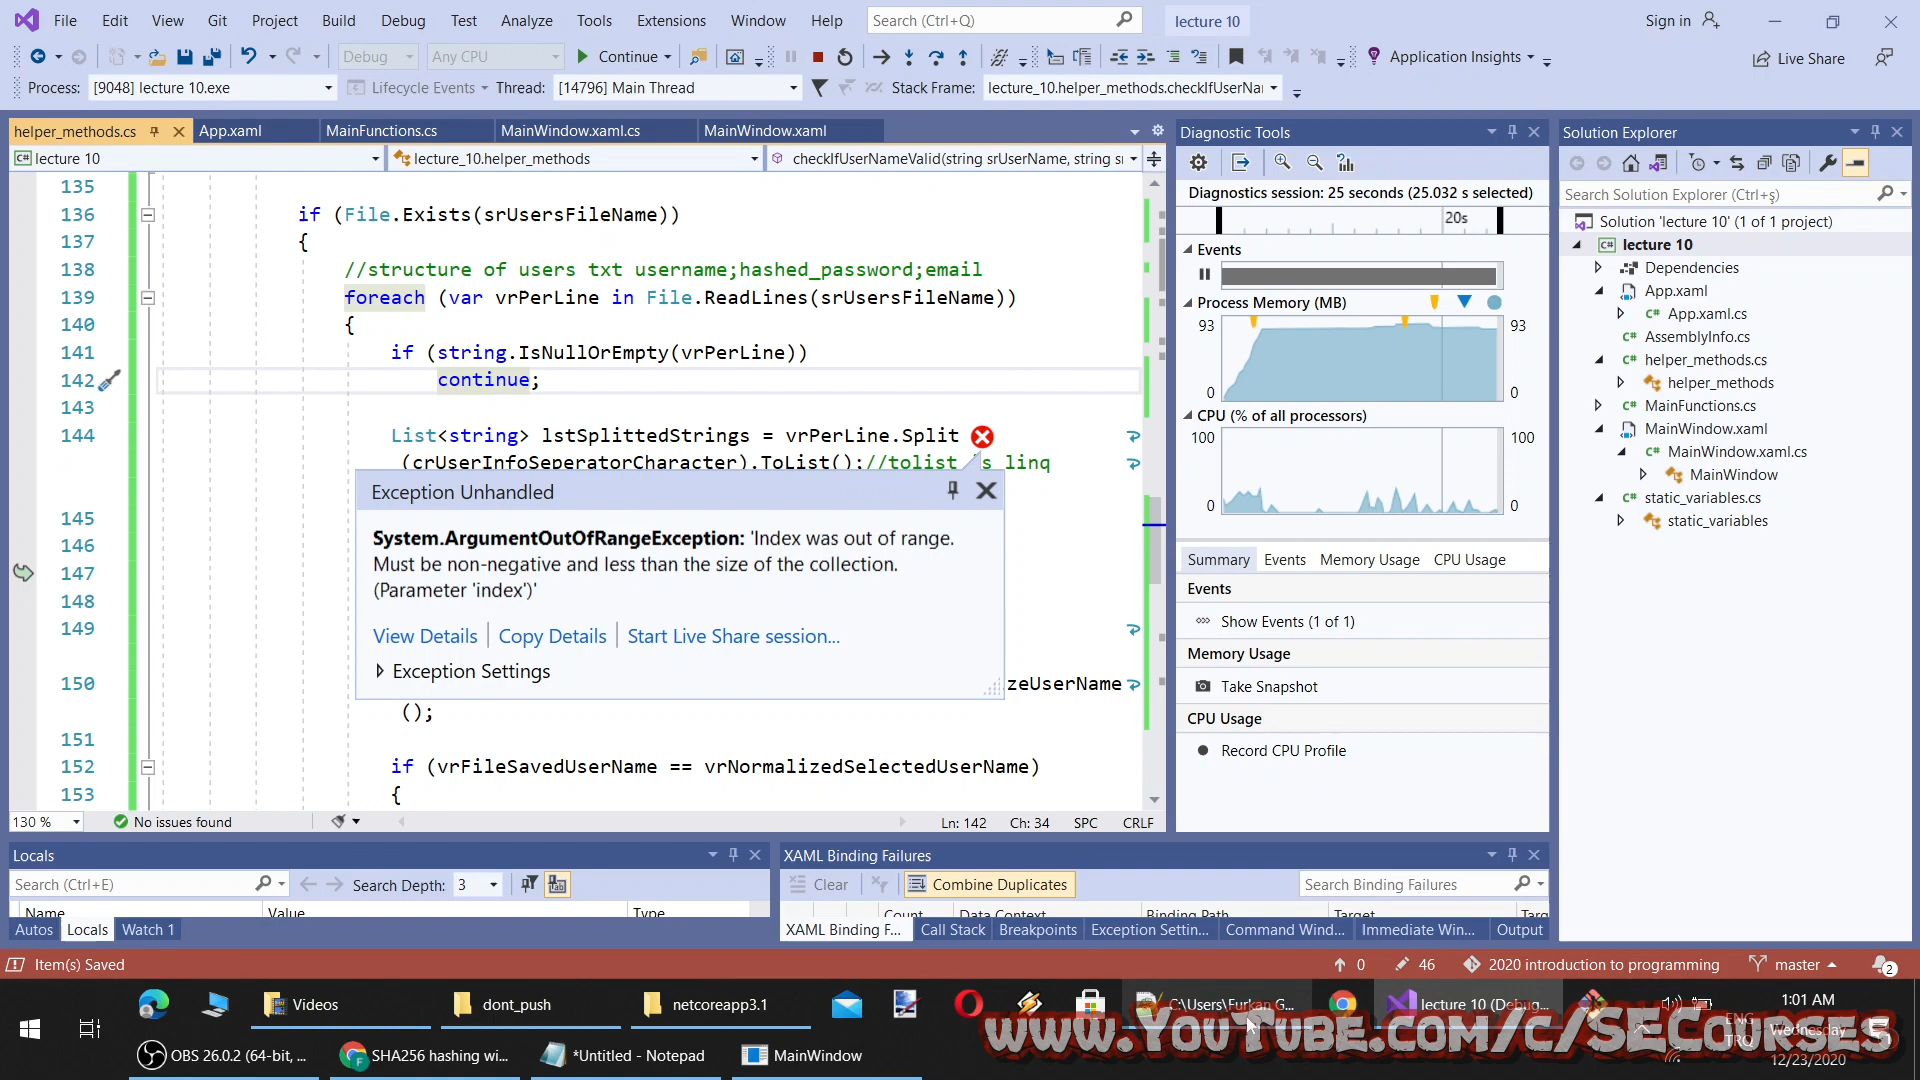 File Edit View Git Project Build Debug Test Analyze Tools Extensions Window Help Search (Ctrl+Q) lecture 10 Sign in
Debug Any CPU Continue Application Insights Live Share
Process: [9048] lecture 10.exe Lifecycle Events Thread: [14796] Main Thread Stack Frame: lecture_10.helper_methods.checkIfUserNa
helper_methods.cs App.xaml MainFunctions.cs MainWindow.xaml.cs MainWindow.xaml
lecture 10 lecture_10.helper_methods checkIfUserNameValid(string srUserName, string s
135
136 if (File.Exists(srUsersFileName))
137 {
138 //structure of users txt username;hashed_password;email
139 foreach (var vrPerLine in File.ReadLines(srUsersFileName))
140 {
141 if (string.IsNullOrEmpty(vrPerLine))
142 continue;
143
144 List<string> lstSplittedStrings = vrPerLine.Split
(crUserInfoSeperatorCharacter).ToList();//tolist is linq
145
146
147
148
149
150 zeUserName
();
151
152 if (vrFileSavedUserName == vrNormalizedSelectedUserName)
153 {
Exception Unhandled
System.ArgumentOutOfRangeException: 'Index was out of range.
Must be non-negative and less than the size of the collection.
(Parameter 'index')'
View Details Copy Details Start Live Share session...
Exception Settings
130 % No issues found Ln: 142 Ch: 34 SPC CRLF
Diagnostic Tools
Diagnostics session: 25 seconds (25.032 s selected)
20s
Events
Process Memory (MB)
93 93
0 0
CPU (% of all processors)
100 100
0 0
Summary Events Memory Usage CPU Usage
Events
Show Events (1 of 1)
Memory Usage
Take Snapshot
CPU Usage
Record CPU Profile
Solution Explorer
Search Solution Explorer (Ctrl+ş)
Solution 'lecture 10' (1 of 1 project)
lecture 10
Dependencies
App.xaml
App.xaml.cs
AssemblyInfo.cs
helper_methods.cs
helper_methods
MainFunctions.cs
MainWindow.xaml
MainWindow.xaml.cs
MainWindow
static_variables.cs
static_variables
Locals
Search (Ctrl+E) Search Depth: 3
Name Value Type
Autos Locals Watch 1
XAML Binding Failures
Clear Combine Duplicates Search Binding Failures
Count Data Context Binding Path Target Targ
XAML Binding F... Call Stack Breakpoints Exception Settin... Command Wind... Immediate Win... Output
Item(s) Saved 0 46 2020 introduction to programming master 2
Videos dont_push netcoreapp3.1 C:\Users\Furkan G... lecture 10 (Debug... 1:01 AM
ENG Wednesday
OBS 26.0.2 (64-bit, ... SHA256 hashing wi... *Untitled - Notepad MainWindow TRQ 12/23/2020
www.YouTube.com/c/SECourses